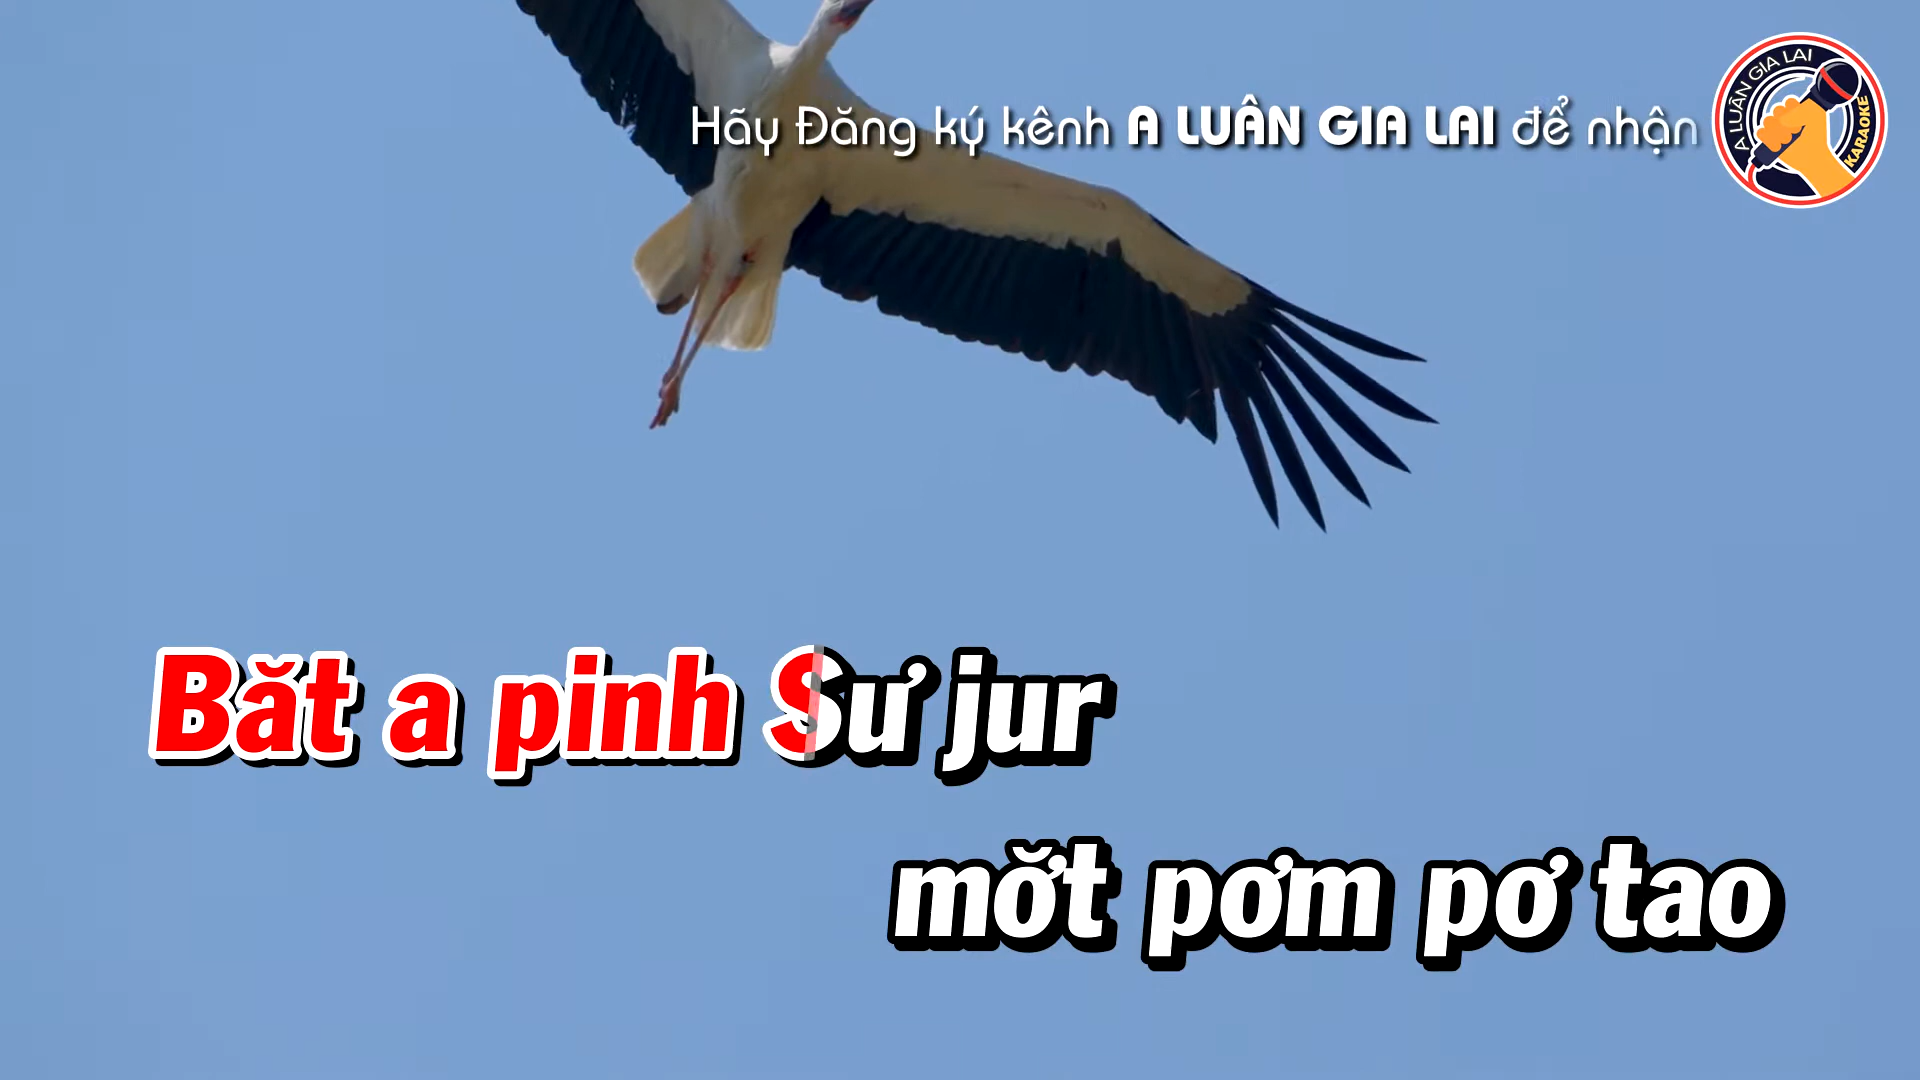 Hãy Đăng ký kênh A LUÂN GIA LAI để nhận
A LUÂN GIA LAI
KARAOKE
Băt a pinh Sư jur
mơ̆t pơm pơ tao